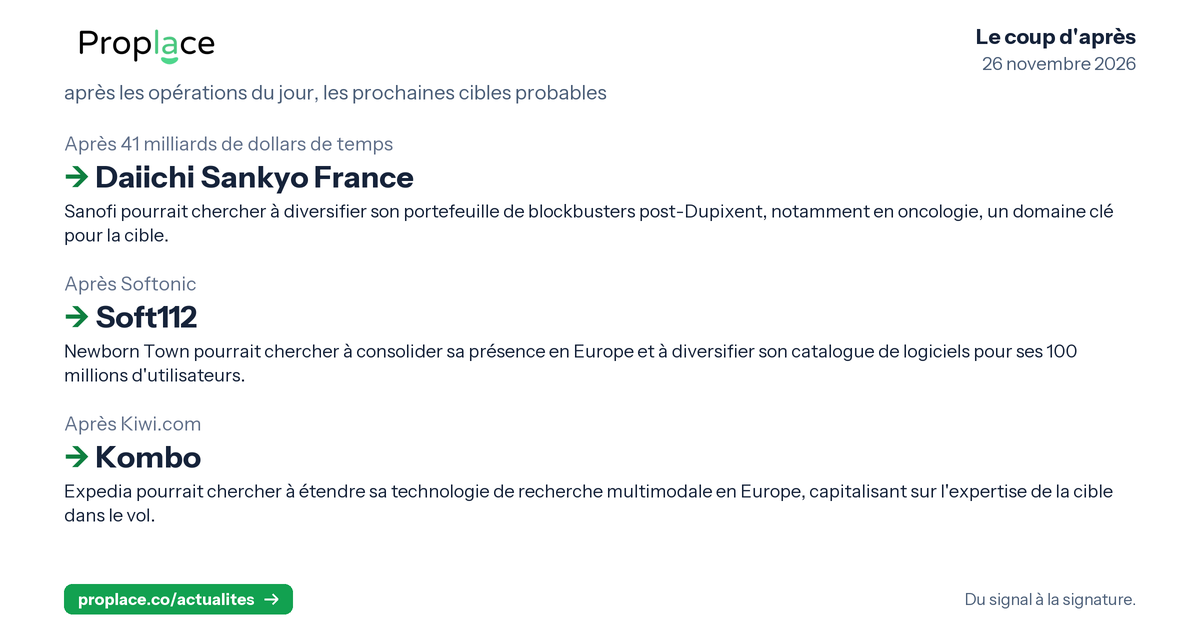 Proplace
Le coup d'après
26 novembre 2026
après les opérations du jour, les prochaines cibles probables
Après 41 milliards de dollars de temps
→ Daiichi Sankyo France
Sanofi pourrait chercher à diversifier son portefeuille de blockbusters post-Dupixent, notamment en oncologie, un domaine clé
pour la cible.
Après Softonic
→ Soft112
Newborn Town pourrait chercher à consolider sa présence en Europe et à diversifier son catalogue de logiciels pour ses 100
millions d'utilisateurs.
Après Kiwi.com
→ Kombo
Expedia pourrait chercher à étendre sa technologie de recherche multimodale en Europe, capitalisant sur l'expertise de la cible
dans le vol.
proplace.co/actualites →
Du signal à la signature.